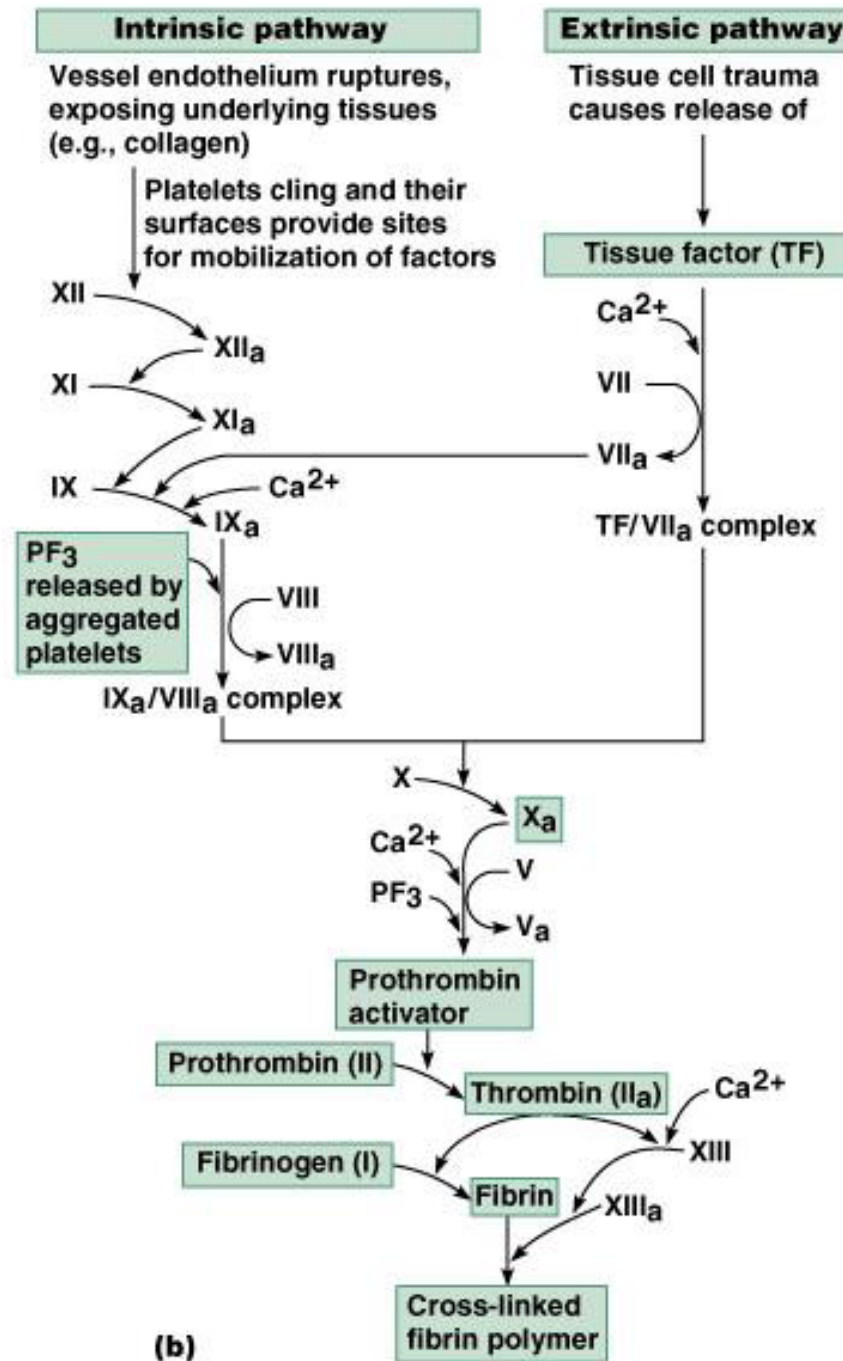 Intrinsic pathway
Vessel endothelium ruptures,
exposing underlying tissues
(e.g., collagen)
Platelets cling and their
surfaces provide sites
for mobilization of factors
XII
XIIa
XI
XIa
IX
Ca2+
IXa
PF3
released by
aggregated
platelets
VIII
VIIIa
IXa/VIIIa complex
Extrinsic pathway
Tissue cell trauma
causes release of
Tissue factor (TF)
Ca2+
VII
VIIa
TF/VIIa complex
X
Xa
Ca2+
PF3
V
Va
Prothrombin
activator
Prothrombin (II)
Thrombin (IIa)
Ca2+
Fibrinogen (I)
XIII
Fibrin
XIIIa
Cross-linked
fibrin polymer
(b)